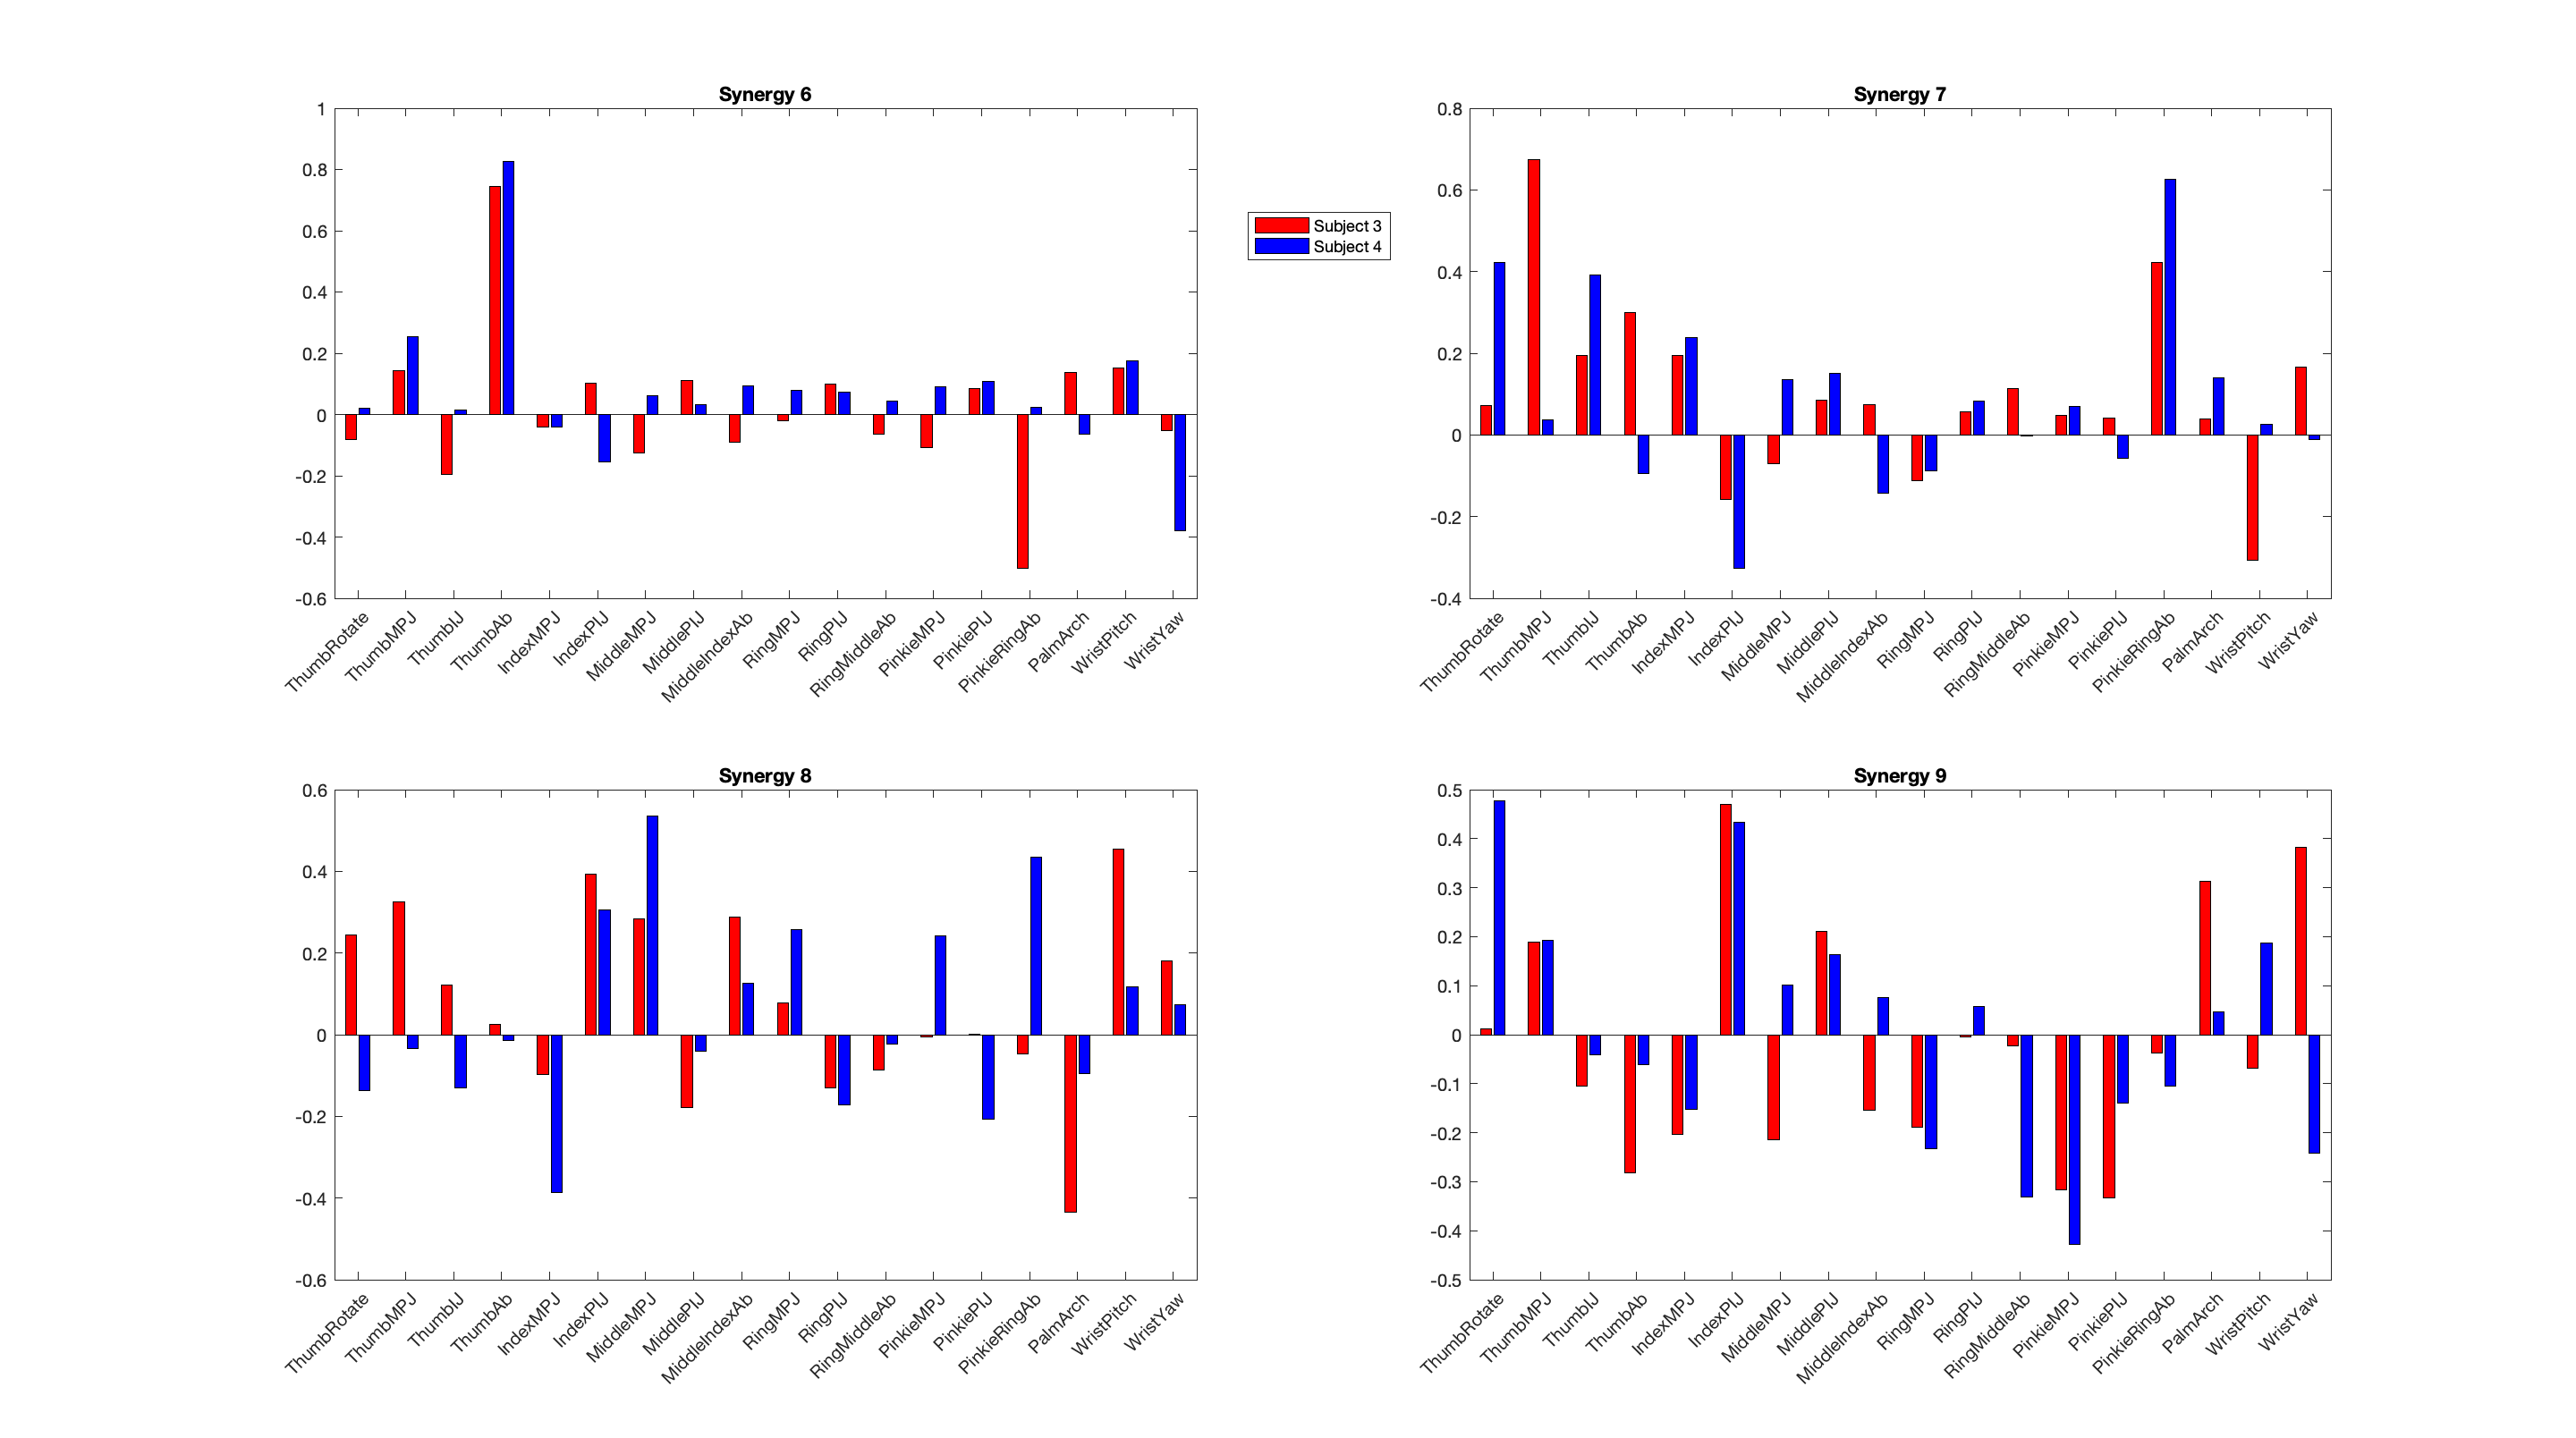 Synergy 6
1
0.8
0.6
0.4
0.2
0
-0.2
-0.4
-0.6
ThumbRotate
ThumbMPJ
ThumbIJ
ThumbAb
IndexMPJ
IndexPIJ
MiddleMPJ
MiddlePIJ
MiddleIndexAb
RingMPJ
RingPIJ
RingMiddleAb
PinkieMPJ
PinkiePIJ
PinkieRingAb
PalmArch
WristPitch
WristYaw
Subject 3
Subject 4
Synergy 7
0.8
0.6
0.4
0.2
0
-0.2
-0.4
ThumbRotate
ThumbMPJ
ThumbIJ
ThumbAb
IndexMPJ
IndexPIJ
MiddleMPJ
MiddlePIJ
MiddleIndexAb
RingMPJ
RingPIJ
RingMiddleAb
PinkieMPJ
PinkiePIJ
PinkieRingAb
PalmArch
WristPitch
WristYaw
Synergy 8
0.6
0.4
0.2
0
-0.2
-0.4
-0.6
ThumbRotate
ThumbMPJ
ThumbIJ
ThumbAb
IndexMPJ
IndexPIJ
MiddleMPJ
MiddlePIJ
MiddleIndexAb
RingMPJ
RingPIJ
RingMiddleAb
PinkieMPJ
PinkiePIJ
PinkieRingAb
PalmArch
WristPitch
WristYaw
Synergy 9
0.5
0.4
0.3
0.2
0.1
0
-0.1
-0.2
-0.3
-0.4
-0.5
ThumbRotate
ThumbMPJ
ThumbIJ
ThumbAb
IndexMPJ
IndexPIJ
MiddleMPJ
MiddlePIJ
MiddleIndexAb
RingMPJ
RingPIJ
RingMiddleAb
PinkieMPJ
PinkiePIJ
PinkieRingAb
PalmArch
WristPitch
WristYaw